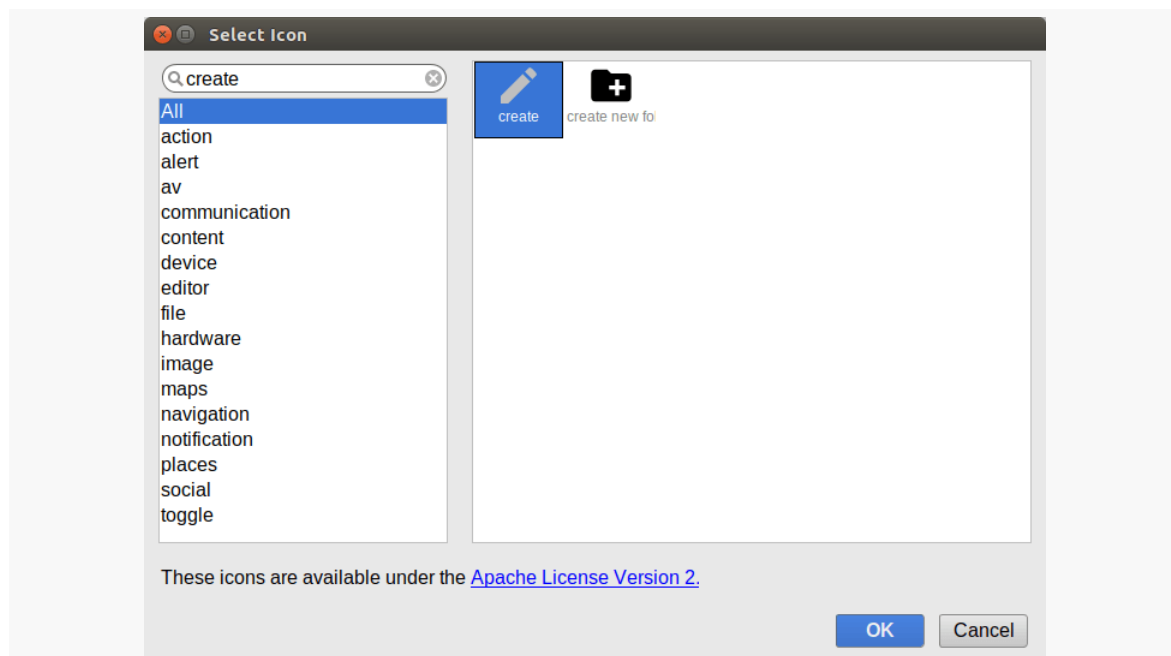 Select Icon
create
All
action
alert
av
communication
content
device
editor
file
hardware
image
maps
navigation
notification
places
social
toggle
create
create new fo
These icons are available under the Apache License Version 2.
OK
Cancel